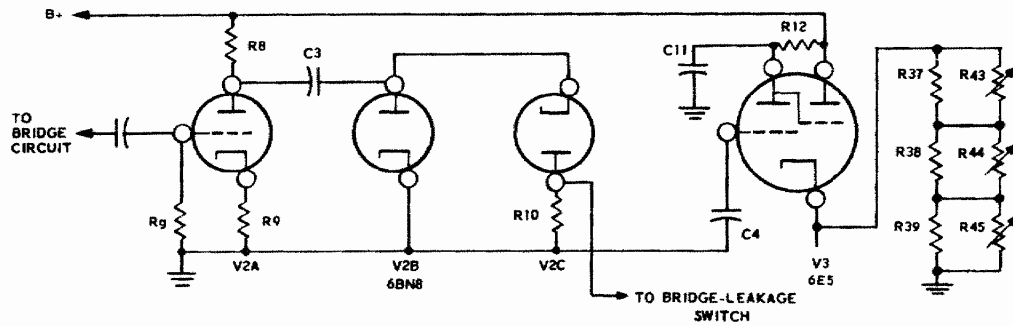 B+
R8
C3
C11
R12
R37
R43
TO
BRIDGE
CIRCUIT
R38
R44
Rg
R9
R10
C4
R39
R45
V2A
V2B
6BN8
V2C
V3
6E5
TO BRIDGE-LEAKAGE
SWITCH